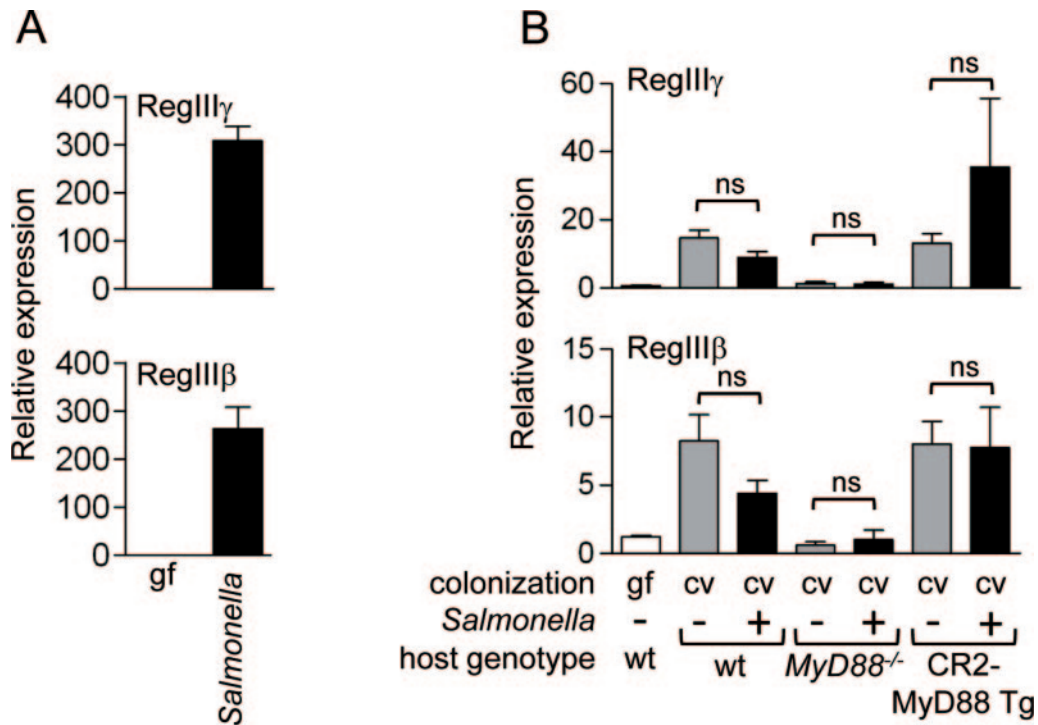 A
Relative expression
RegIIIγ
400
300
200
100
0
RegIIIβ
400
300
200
100
0
gf
Salmonella
B
Relative expression
RegIIIγ
60
40
20
0
ns
ns
ns
RegIIIβ
15
10
5
0
ns
ns
ns
colonization gf cv cv cv cv cv cv
Salmonella - - + - + - +
host genotype wt wt MyD88-/- CR2-
MyD88 Tg